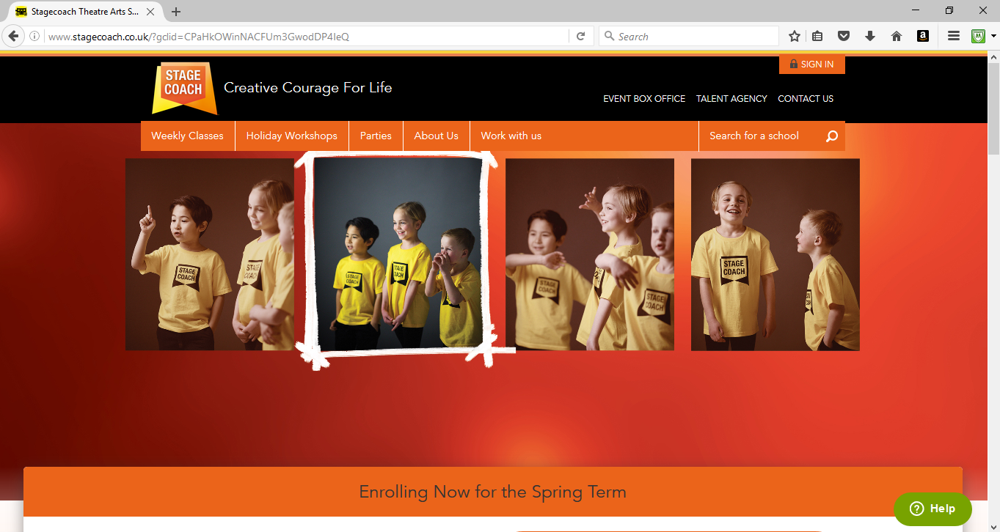 Stagecoach Theatre Arts S...
www.stagecoach.co.uk/?gclid=CPaHkOWinNACFUm3GwodDP4IeQ
Search
SIGN IN
STAGE
COACH
Creative Courage For Life
EVENT BOX OFFICE
TALENT AGENCY
CONTACT US
Weekly Classes
Holiday Workshops
Parties
About Us
Work with us
Search for a school
STAGE
COACH
STAGE
COACH
STAGE
COACH
STAGE
COACH
STAGE
COACH
STAGE
COACH
STAGE
COACH
Enrolling Now for the Spring Term
Help